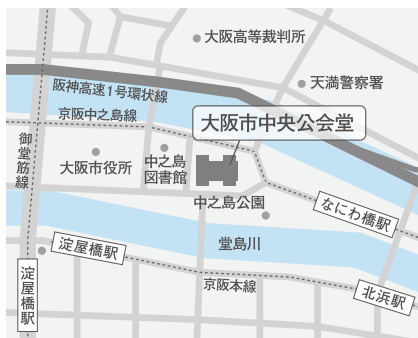 大阪高等裁判所
天満警察署
阪神高速1号環状線
京阪中之島線
大阪市中央公会堂
御堂筋線
大阪市役所
中之島
図書館
中之島公園
なにわ橋駅
堂島川
淀屋橋駅
淀屋橋駅
京阪本線
北浜駅